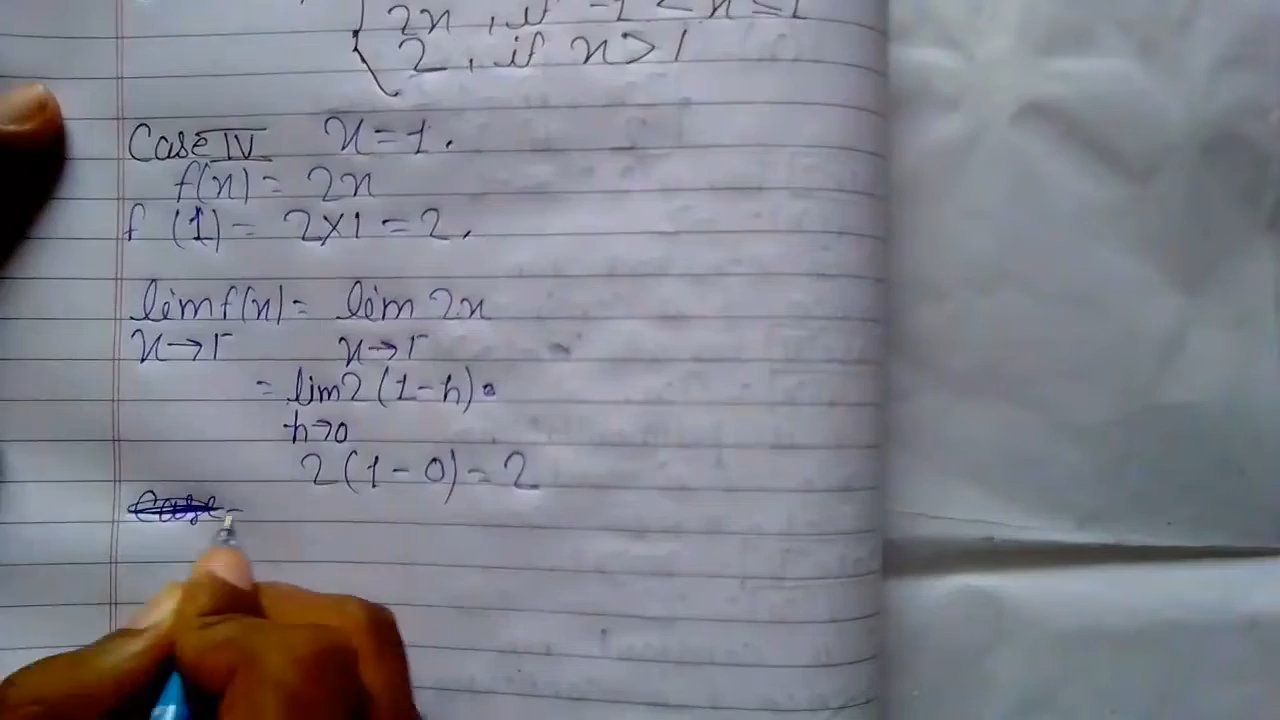 2x , if -1 < x ≤ 1
2 , if x > 1
Case IV x = 1 .
f(x) = 2x
f (1) = 2×1 = 2 .
lim f(x) = lim 2x
x→1⁻ x→1⁻
= lim 2 (1-h) .
h→0
2 (1 - 0) = 2